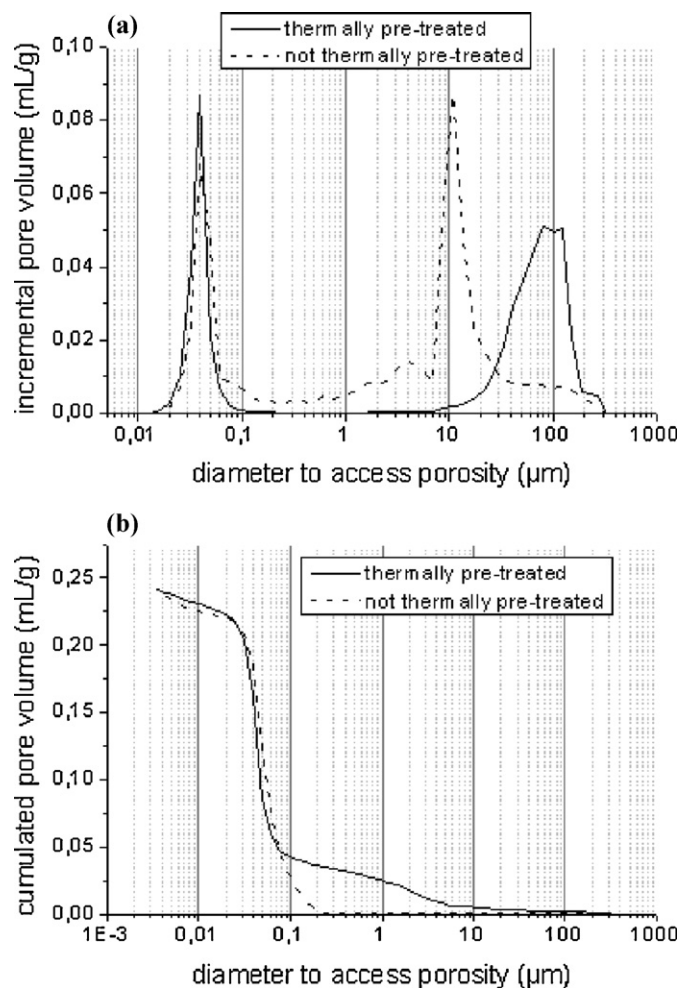 (a)
thermally pre-treated
not thermally pre-treated
incremental pore volume (mL/g)
0,10
0,08
0,06
0,04
0,02
0,00
0,01 0,1 1 10 100 1000
diameter to access porosity (µm)
(b)
thermally pre-treated
not thermally pre-treated
cumulated pore volume (mL/g)
0,25
0,20
0,15
0,10
0,05
0,00
1E-3 0,01 0,1 1 10 100 1000
diameter to access porosity (µm)